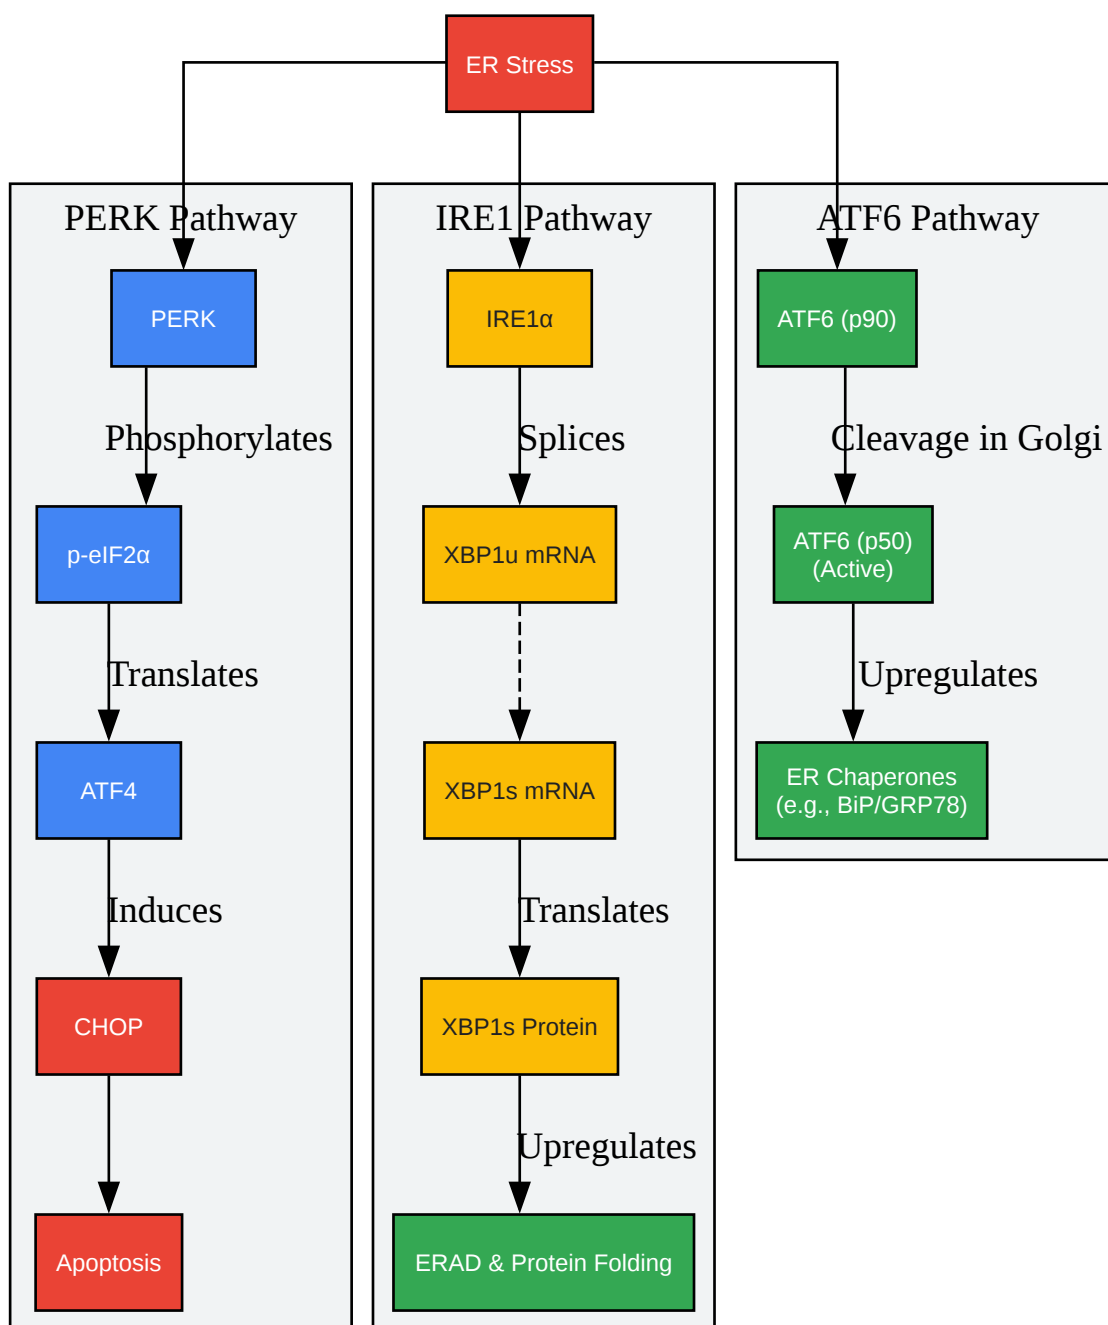 ER Stress
PERK Pathway
PERK
Phosphorylates
p-eIF2α
Translates
ATF4
Induces
CHOP
Apoptosis
IRE1 Pathway
IRE1α
Splices
XBP1u mRNA
XBP1s mRNA
Translates
XBP1s Protein
Upregulates
ERAD & Protein Folding
ATF6 Pathway
ATF6 (p90)
Cleavage in Golgi
ATF6 (p50)
(Active)
Upregulates
ER Chaperones
(e.g., BiP/GRP78)